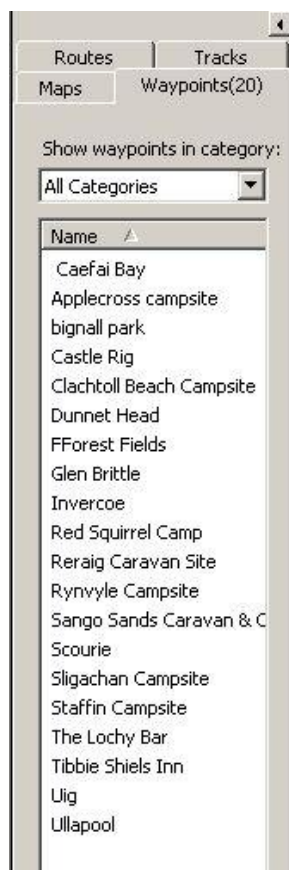 Routes Tracks
Maps Waypoints(20)
Show waypoints in category:
All Categories
Name
Caefai Bay
Applecross campsite
bignall park
Castle Rig
Clachtoll Beach Campsite
Dunnet Head
FForest Fields
Glen Brittle
Invercoe
Red Squirrel Camp
Reraig Caravan Site
Rynvyle Campsite
Sango Sands Caravan & C
Scourie
Sligachan Campsite
Staffin Campsite
The Lochy Bar
Tibbie Shiels Inn
Uig
Ullapool